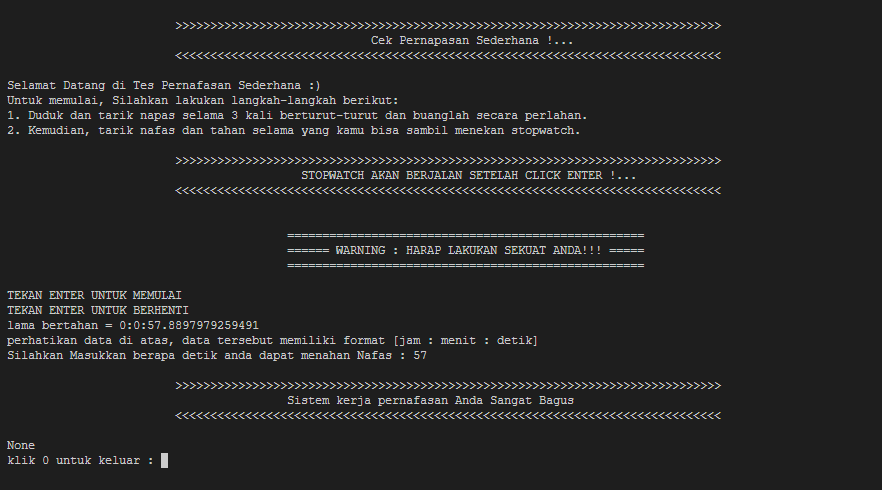 >>>>>>>>>>>>>>>>>>>>>>>>>>>>>>>>>>>>>>>>>>>>>>>>>>>>>>>>>>>>>>>>>>>>>>>>>>>>>>
Cek Pernapasan Sederhana !...
<<<<<<<<<<<<<<<<<<<<<<<<<<<<<<<<<<<<<<<<<<<<<<<<<<<<<<<<<<<<<<<<<<<<<<<<<<<<<<
Selamat Datang di Tes Pernafasan Sederhana :)
Untuk memulai, Silahkan lakukan langkah-langkah berikut:
1. Duduk dan tarik napas selama 3 kali berturut-turut dan buanglah secara perlahan.
2. Kemudian, tarik nafas dan tahan selama yang kamu bisa sambil menekan stopwatch.
>>>>>>>>>>>>>>>>>>>>>>>>>>>>>>>>>>>>>>>>>>>>>>>>>>>>>>>>>>>>>>>>>>>>>>>>>>>>>>
STOPWATCH AKAN BERJALAN SETELAH CLICK ENTER !...
<<<<<<<<<<<<<<<<<<<<<<<<<<<<<<<<<<<<<<<<<<<<<<<<<<<<<<<<<<<<<<<<<<<<<<<<<<<<<<
===================================================
====== WARNING : HARAP LAKUKAN SEKUAT ANDA!!! =====
===================================================
TEKAN ENTER UNTUK MEMULAI
TEKAN ENTER UNTUK BERHENTI
lama bertahan = 0:0:57.8897979259491
perhatikan data di atas, data tersebut memiliki format [jam : menit : detik]
Silahkan Masukkan berapa detik anda dapat menahan Nafas : 57
>>>>>>>>>>>>>>>>>>>>>>>>>>>>>>>>>>>>>>>>>>>>>>>>>>>>>>>>>>>>>>>>>>>>>>>>>>>>>>
Sistem kerja pernafasan Anda Sangat Bagus
<<<<<<<<<<<<<<<<<<<<<<<<<<<<<<<<<<<<<<<<<<<<<<<<<<<<<<<<<<<<<<<<<<<<<<<<<<<<<<
None
klik 0 untuk keluar :